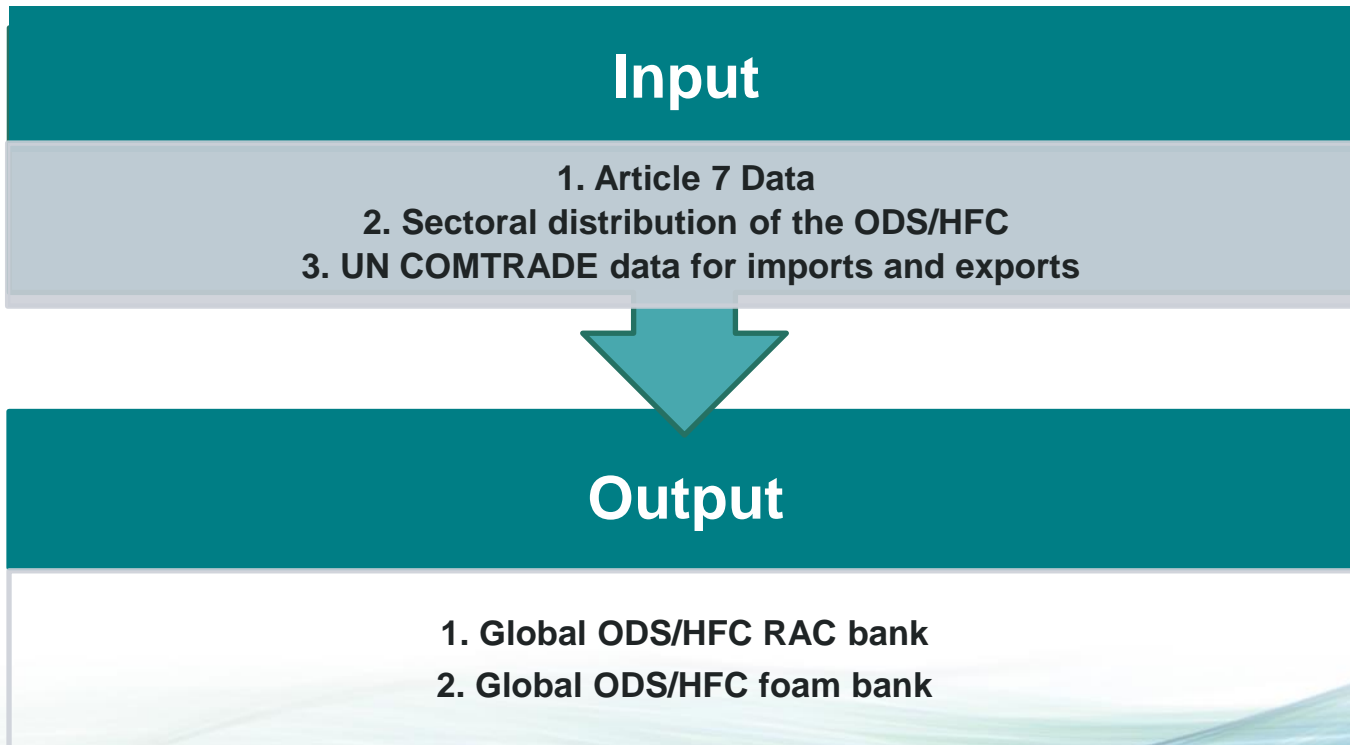 Input
1. Article 7 Data
2. Sectoral distribution of the ODS/HFC
3. UN COMTRADE data for imports and exports
Output
1. Global ODS/HFC RAC bank
2. Global ODS/HFC foam bank